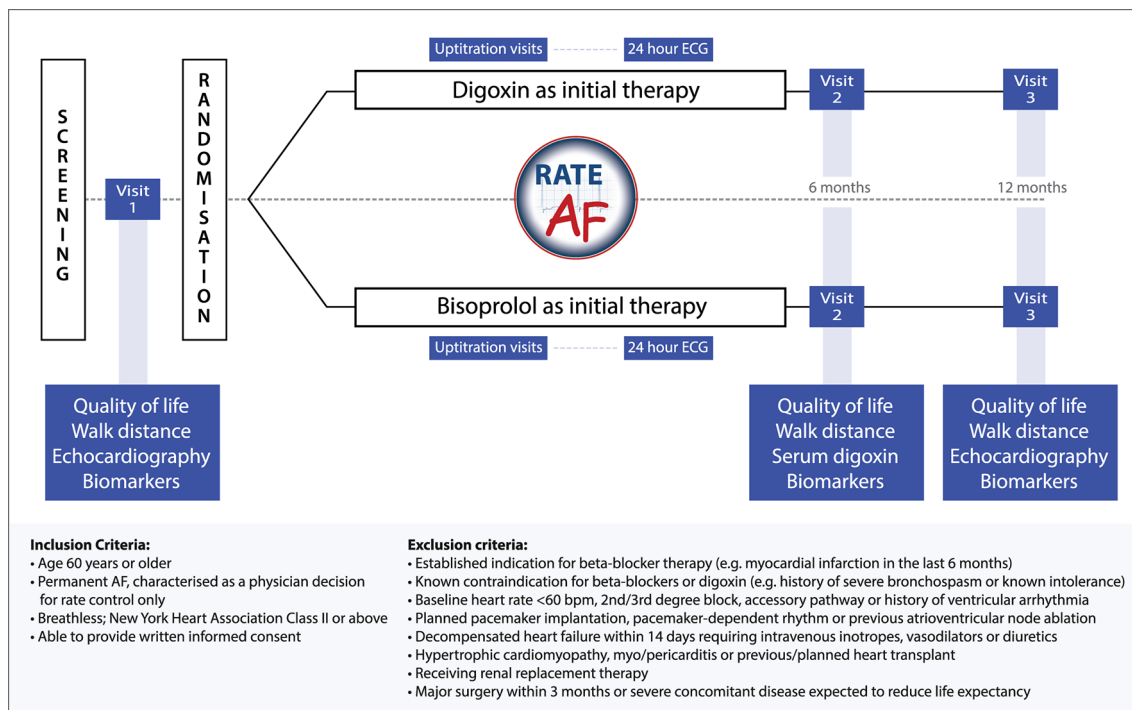 Uptitration visits
24 hour ECG
SCREENING
RANDOMISATION
Digoxin as initial therapy
Visit
2
Visit
3
Visit
1
RATE
AF
6 months
12 months
Bisoprolol as initial therapy
Visit
2
Visit
3
Uptitration visits
24 hour ECG
Quality of life
Walk distance
Echocardiography
Biomarkers
Quality of life
Walk distance
Serum digoxin
Biomarkers
Quality of life
Walk distance
Echocardiography
Biomarkers
Inclusion Criteria:
• Age 60 years or older
• Permanent AF, characterised as a physician decision
for rate control only
• Breathless; New York Heart Association Class II or above
• Able to provide written informed consent
Exclusion criteria:
• Established indication for beta-blocker therapy (e.g. myocardial infarction in the last 6 months)
• Known contraindication for beta-blockers or digoxin (e.g. history of severe bronchospasm or known intolerance)
• Baseline heart rate <60 bpm, 2nd/3rd degree block, accessory pathway or history of ventricular arrhythmia
• Planned pacemaker implantation, pacemaker-dependent rhythm or previous atrioventricular node ablation
• Decompensated heart failure within 14 days requiring intravenous inotropes, vasodilators or diuretics
• Hypertrophic cardiomyopathy, myo/pericarditis or previous/planned heart transplant
• Receiving renal replacement therapy
• Major surgery within 3 months or severe concomitant disease expected to reduce life expectancy